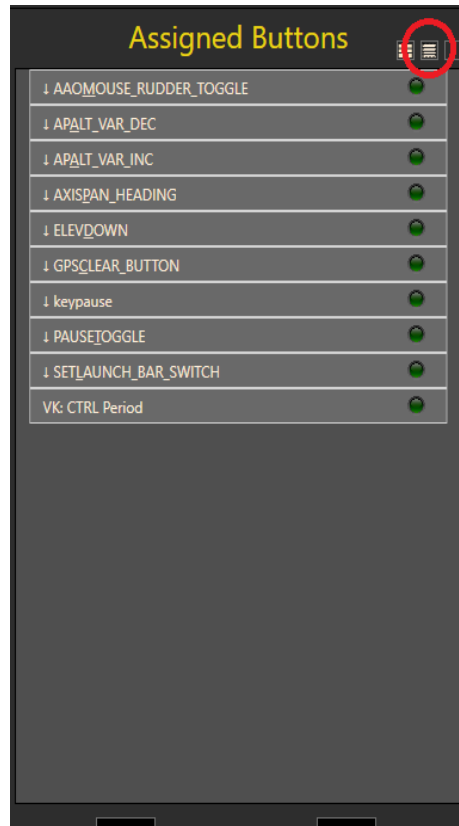 Assigned Buttons
↓ AAOMOUSE_RUDDER_TOGGLE
↓ APALT_VAR_DEC
↓ APALT_VAR_INC
↓ AXISPAN_HEADING
↓ ELEVDOWN
↓ GPSCLEAR_BUTTON
↓ keypause
↓ PAUSETOGGLE
↓ SETLAUNCH_BAR_SWITCH
VK: CTRL Period